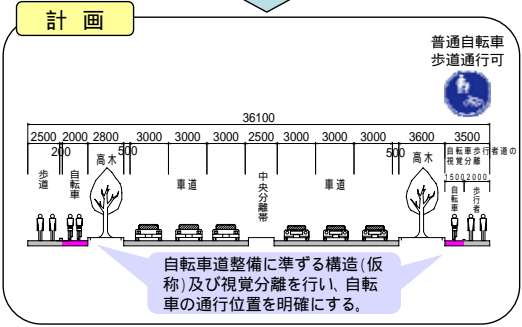 計 画
普通自転車
歩道通行可
36100
2500 2000 2800 3000 3000 3000 2500 3000 3000 3000 3600 3500
200 500 500
歩道
自転車
高木
車道
中央分離帯
車道
高木
自転車歩行者道の
視覚分離
1500 2000
自転車
歩行者
自転車道整備に準ずる構造(仮
称)及び視覚分離を行い、自転
車の通行位置を明確にする。